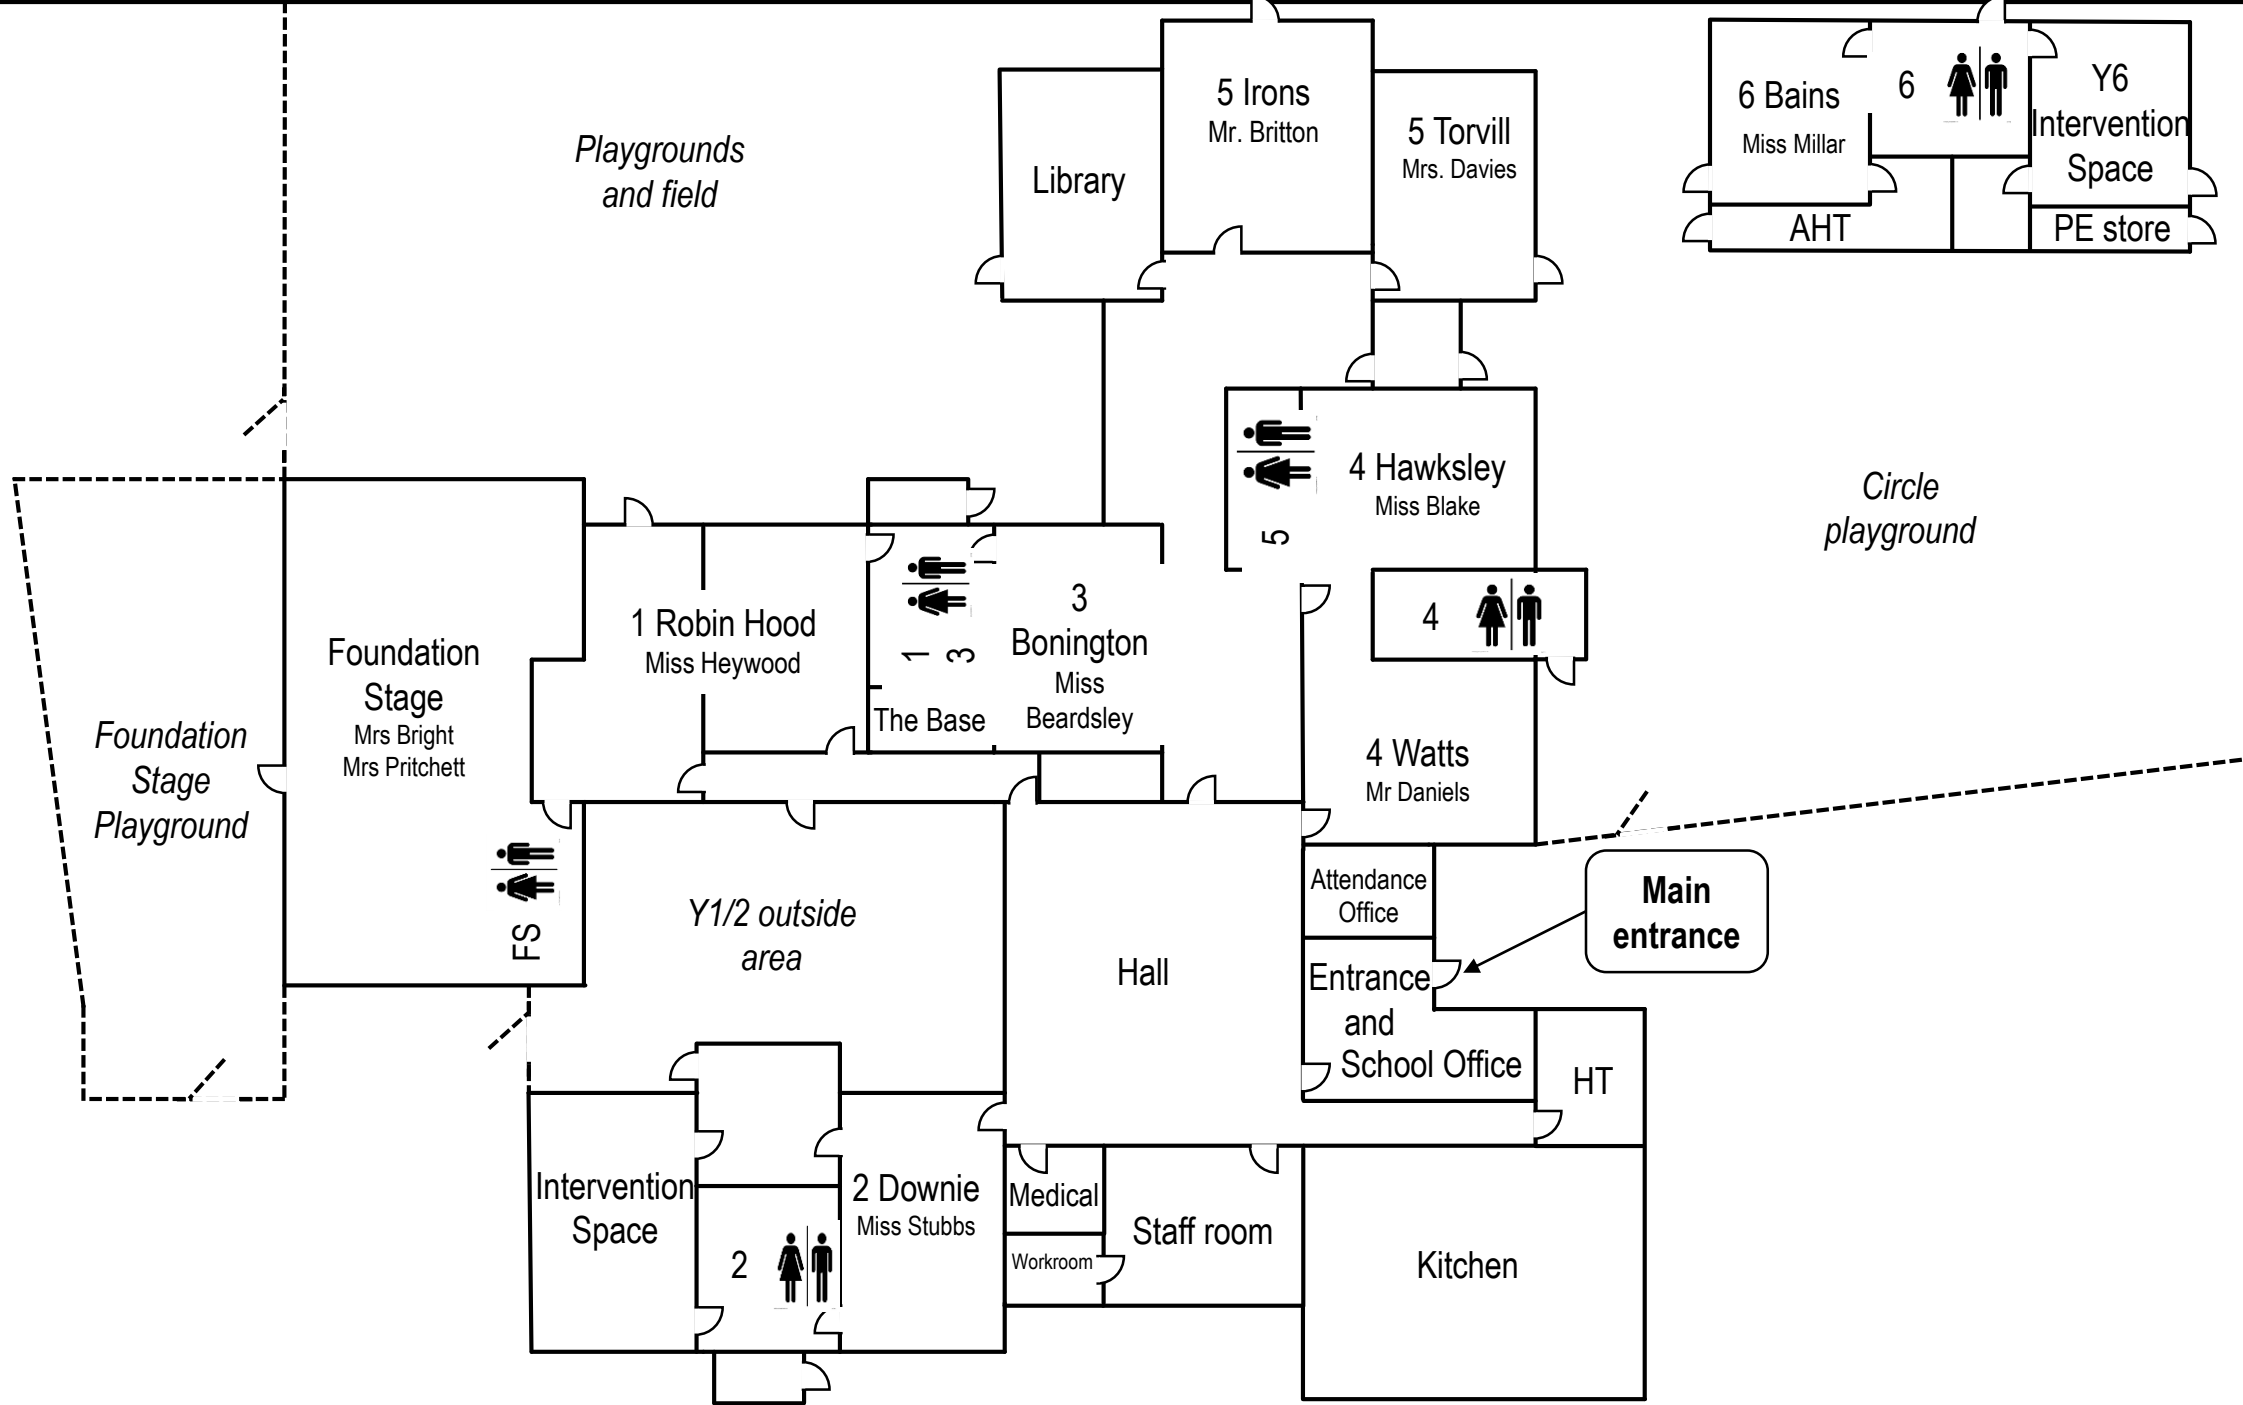 Playgrounds
and field
Library
5 Irons
Mr. Britton
5 Torvill
Mrs. Davies
6 Bains
Miss Millar
6
Y6
Intervention
Space
AHT
PE store
4 Hawksley
Miss Blake
5
Circle
playground
Foundation
Stage
Mrs Bright
Mrs Pritchett
1 Robin Hood
Miss Heywood
1
3
The Base
3
Bonington
Miss
Beardsley
4
Foundation
Stage
Playground
4 Watts
Mr Daniels
FS
Y1/2 outside
area
Hall
Attendance
Office
Main
entrance
Entrance
and
School Office
HT
Intervention
Space
2
2 Downie
Miss Stubbs
Medical
Workroom
Staff room
Kitchen